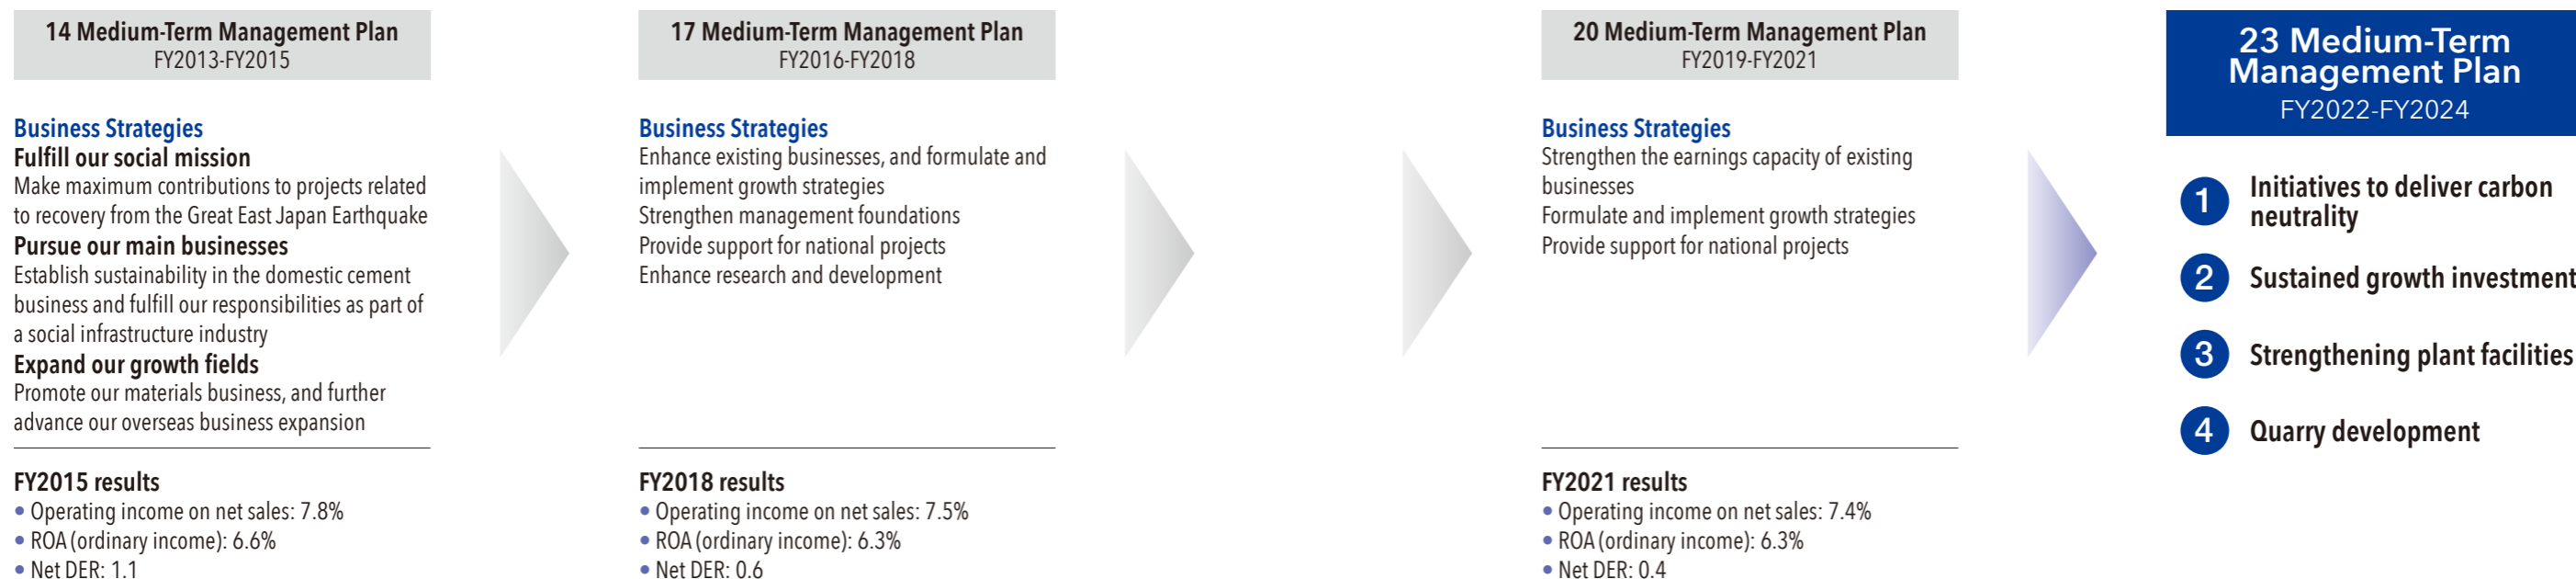 14 Medium-Term Management Plan
FY2013-FY2015
Business Strategies
Fulfill our social mission
Make maximum contributions to projects related
to recovery from the Great East Japan Earthquake
Pursue our main businesses
Establish sustainability in the domestic cement
business and fulfill our responsibilities as part of
a social infrastructure industry
Expand our growth fields
Promote our materials business, and further
advance our overseas business expansion
FY2015 results
• Operating income on net sales: 7.8%
• ROA (ordinary income): 6.6%
• Net DER: 1.1
17 Medium-Term Management Plan
FY2016-FY2018
Business Strategies
Enhance existing businesses, and formulate and
implement growth strategies
Strengthen management foundations
Provide support for national projects
Enhance research and development
FY2018 results
• Operating income on net sales: 7.5%
• ROA (ordinary income): 6.3%
• Net DER: 0.6
20 Medium-Term Management Plan
FY2019-FY2021
Business Strategies
Strengthen the earnings capacity of existing
businesses
Formulate and implement growth strategies
Provide support for national projects
FY2021 results
• Operating income on net sales: 7.4%
• ROA (ordinary income): 6.3%
• Net DER: 0.4
23 Medium-Term
Management Plan
FY2022-FY2024
1 Initiatives to deliver carbon
neutrality
2 Sustained growth investment
3 Strengthening plant facilities
4 Quarry development